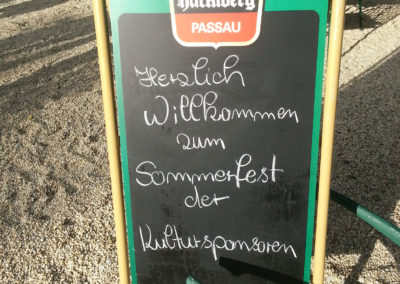 Hacklberg
PASSAU
Herzlich
Willkommen
zum
Sommerfest
der
Kultursponsoren